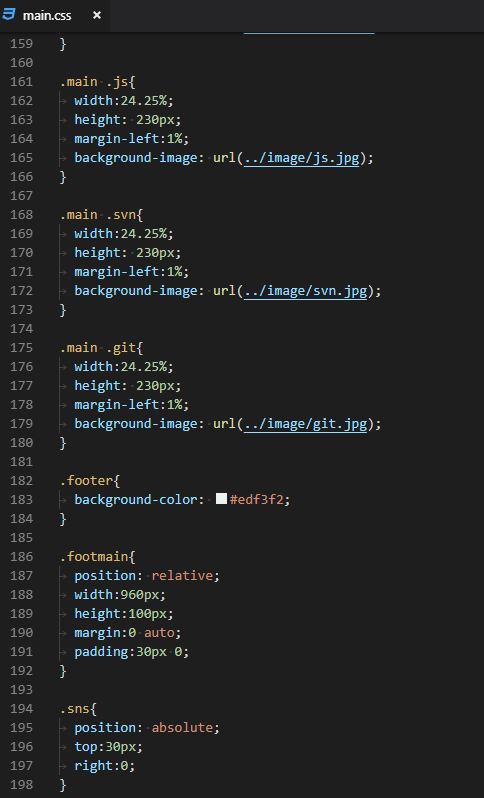 main.css ×
159 }
160
161 .main .js{
162 width:24.25%;
163 height: 230px;
164 margin-left:1%;
165 background-image: url(../image/js.jpg);
166 }
167
168 .main .svn{
169 width:24.25%;
170 height: 230px;
171 margin-left:1%;
172 background-image: url(../image/svn.jpg);
173 }
174
175 .main .git{
176 width:24.25%;
177 height: 230px;
178 margin-left:1%;
179 background-image: url(../image/git.jpg);
180 }
181
182 .footer{
183 background-color: #edf3f2;
184 }
185
186 .footmain{
187 position: relative;
188 width:960px;
189 height:100px;
190 margin:0 auto;
191 padding:30px 0;
192 }
193
194 .sns{
195 position: absolute;
196 top:30px;
197 right:0;
198 }